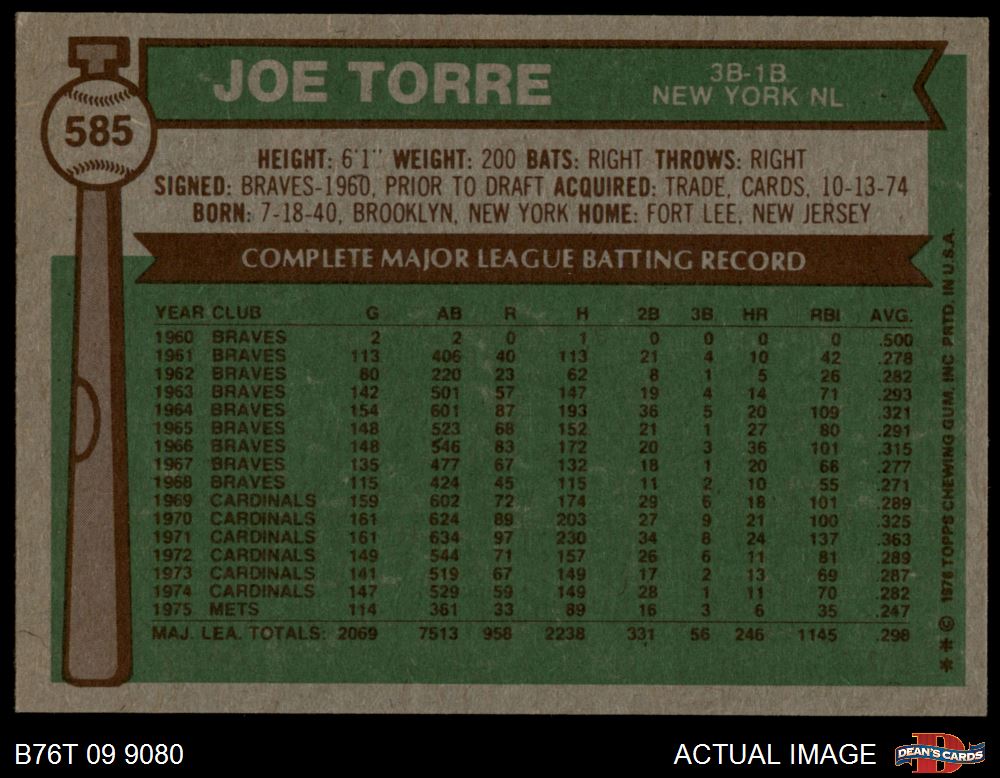 T
585
JOE TORRE
3B-1B
NEW YORK NL
HEIGHT: 6'1" WEIGHT: 200 BATS: RIGHT THROWS: RIGHT
SIGNED: BRAVES-1960, PRIOR TO DRAFT ACQUIRED: TRADE, CARDS, 10-13-74
BORN: 7-18-40, BROOKLYN, NEW YORK HOME: FORT LEE, NEW JERSEY
COMPLETE MAJOR LEAGUE BATTING RECORD
YEAR CLUB G AB R H 2B 3B HR RBI AVG.
1960 BRAVES 2 2 0 1 0 0 0 0 .500
1961 BRAVES 113 406 40 113 21 4 10 42 .278
1962 BRAVES 80 220 23 62 8 1 5 26 .282
1963 BRAVES 142 501 57 147 19 4 14 71 .293
1964 BRAVES 154 601 87 193 36 5 20 109 .321
1965 BRAVES 148 523 68 152 21 1 27 80 .291
1966 BRAVES 148 546 83 172 20 3 36 101 .315
1967 BRAVES 135 477 67 132 18 1 20 68 .277
1968 BRAVES 115 424 45 115 11 2 10 55 .271
1969 CARDINALS 159 602 72 174 29 6 18 101 .289
1970 CARDINALS 161 624 89 203 27 9 21 100 .325
1971 CARDINALS 161 634 97 230 34 8 24 137 .363
1972 CARDINALS 149 544 71 157 26 6 11 81 .289
1973 CARDINALS 141 519 67 149 17 2 13 69 .287
1974 CARDINALS 147 529 59 149 28 1 11 70 .282
1975 METS 114 361 33 89 16 3 6 35 .247
MAJ. LEA. TOTALS: 2069 7513 958 2238 331 56 246 1145 .298
** © 1976 TOPPS CHEWING GUM, INC. PRTD. IN U.S.A.
B76T 09 9080
ACTUAL IMAGE
D
DEAN'S CARDS